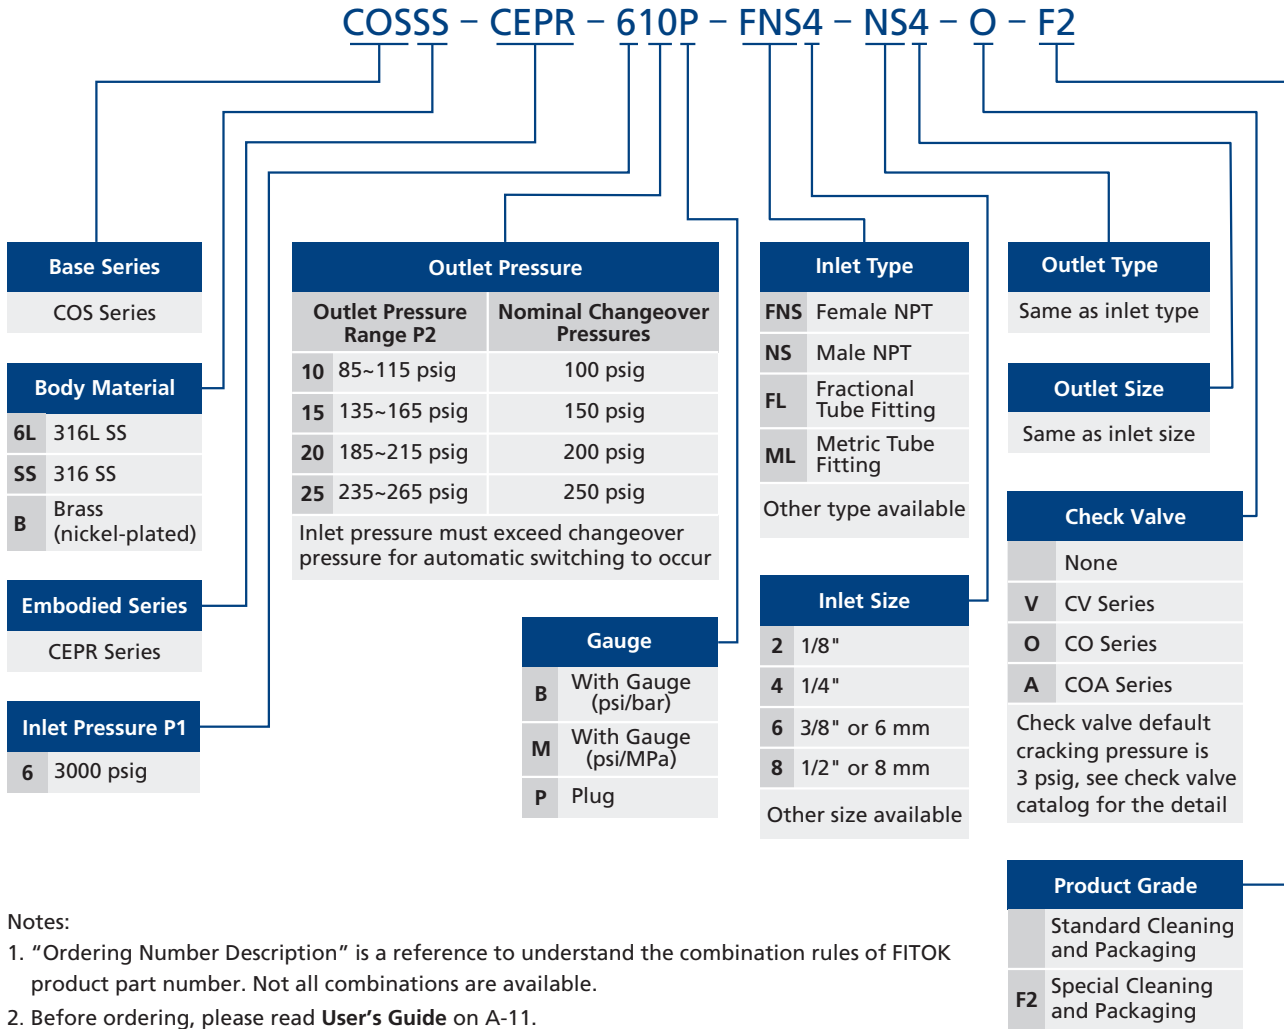 COSSS – CEPR – 610P – FNS4 – NS4 – O – F2
Base Series
COS Series
Body Material
6L 316L SS
SS 316 SS
B Brass
(nickel-plated)
Embodied Series
CEPR Series
Inlet Pressure P1
6 3000 psig
Outlet Pressure
Outlet Pressure Range P2 Nominal Changeover Pressures
10 85~115 psig 100 psig
15 135~165 psig 150 psig
20 185~215 psig 200 psig
25 235~265 psig 250 psig
Inlet pressure must exceed changeover
pressure for automatic switching to occur
Gauge
B With Gauge
(psi/bar)
M With Gauge
(psi/MPa)
P Plug
Inlet Type
FNS Female NPT
NS Male NPT
FL Fractional
Tube Fitting
ML Metric Tube
Fitting
Other type available
Inlet Size
2 1/8"
4 1/4"
6 3/8" or 6 mm
8 1/2" or 8 mm
Other size available
Outlet Type
Same as inlet type
Outlet Size
Same as inlet size
Check Valve
None
V CV Series
O CO Series
A COA Series
Check valve default
cracking pressure is
3 psig, see check valve
catalog for the detail
Product Grade
Standard Cleaning
and Packaging
F2 Special Cleaning
and Packaging
Notes:
1. “Ordering Number Description” is a reference to understand the combination rules of FITOK
product part number. Not all combinations are available.
2. Before ordering, please read User’s Guide on A-11.